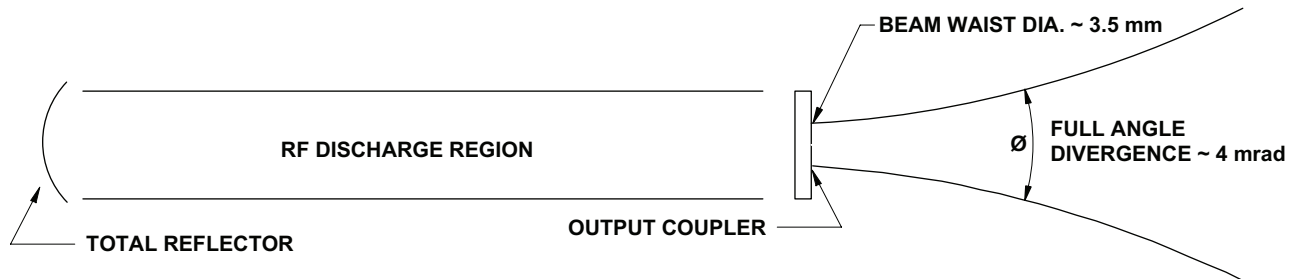 BEAM WAIST DIA. ~ 3.5 mm
RF DISCHARGE REGION
Ø
FULL ANGLE
DIVERGENCE ~ 4 mrad
OUTPUT COUPLER
TOTAL REFLECTOR